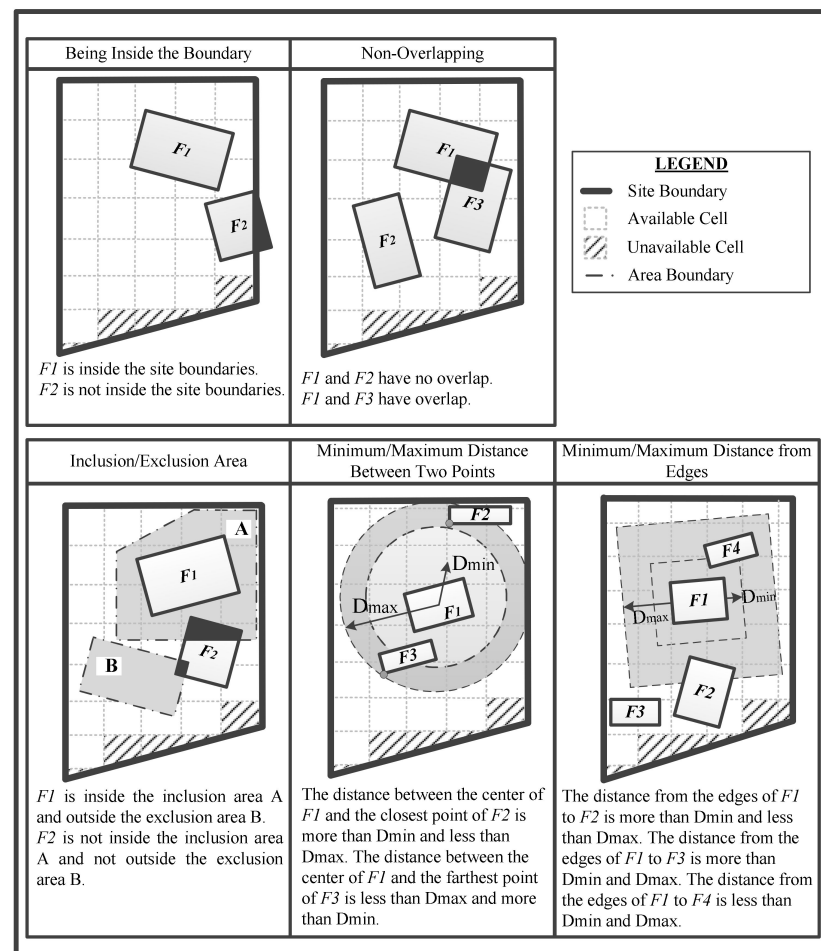 Being Inside the Boundary
F1
F2
F1 is inside the site boundaries.
F2 is not inside the site boundaries.
Non-Overlapping
F1
F3
F2
F1 and F2 have no overlap.
F1 and F3 have overlap.
LEGEND
Site Boundary
Available Cell
Unavailable Cell
Area Boundary
Inclusion/Exclusion Area
A
F1
F2
B
F1 is inside the inclusion area A
and outside the exclusion area B.
F2 is not inside the inclusion area
A and not outside the exclusion
area B.
Minimum/Maximum Distance
Between Two Points
F2
Dmin
Dmax
F1
F3
The distance between the center of
F1 and the closest point of F2 is
more than Dmin and less than
Dmax. The distance between the
center of F1 and the farthest point
of F3 is less than Dmax and more
than Dmin.
Minimum/Maximum Distance from
Edges
F4
F1
Dmin
Dmax
F2
F3
The distance from the edges of F1
to F2 is more than Dmin and less
than Dmax. The distance from the
edges of F1 to F3 is more than
Dmin and Dmax. The distance from
the edges of F1 to F4 is less than
Dmin and Dmax.